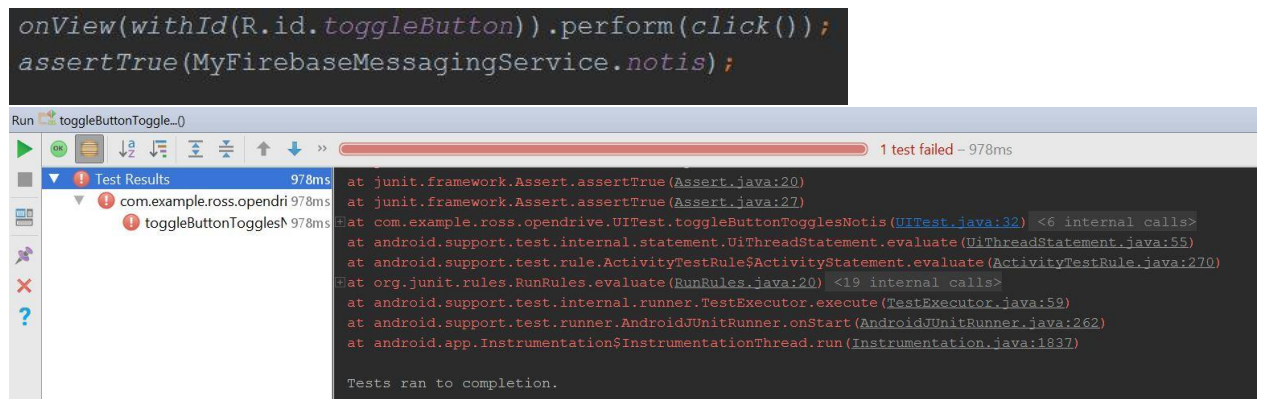 onView(withId(R.id.toggleButton)).perform(click());
assertTrue(MyFirebaseMessagingService.notis);
Run toggleButtonToggle...()
OK a z » 1 test failed – 978ms
Test Results 978ms
com.example.ross.opendri 978ms
toggleButtonTogglesN 978ms
at junit.framework.Assert.assertTrue(Assert.java:20)
at junit.framework.Assert.assertTrue(Assert.java:27)
at com.example.ross.opendrive.UITest.toggleButtonTogglesNotis(UITest.java:32) <6 internal calls>
at android.support.test.internal.statement.UiThreadStatement.evaluate(UiThreadStatement.java:55)
at android.support.test.rule.ActivityTestRule$ActivityStatement.evaluate(ActivityTestRule.java:270)
at org.junit.rules.RunRules.evaluate(RunRules.java:20) <19 internal calls>
at android.support.test.internal.runner.TestExecutor.execute(TestExecutor.java:59)
at android.support.test.runner.AndroidJUnitRunner.onStart(AndroidJUnitRunner.java:262)
at android.app.Instrumentation$InstrumentationThread.run(Instrumentation.java:1837)
Tests ran to completion.